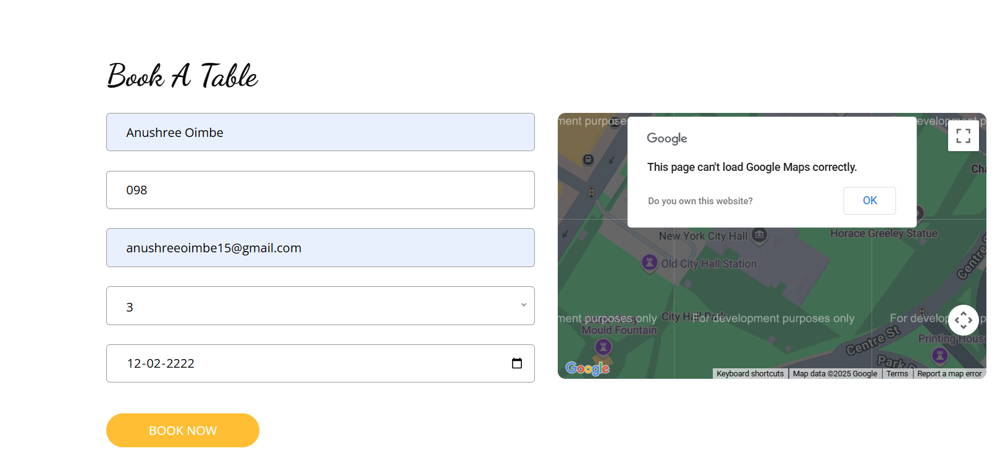 Book A Table
Anushree Oimbe
098
anushreeoimbe15@gmail.com
3
12-02-2222
BOOK NOW
ment purpose
evelopment p
Google
This page can't load Google Maps correctly.
Do you own this website?
OK
Cha
New York City Hall
Horace Greeley Statue
Old City Hall Station
Centre S
ment purposes only
City Hall Park
For development purposes only
For develop
Mould Fountain
Centre St
Printing House
Park
Google
Keyboard shortcuts
Map data ©2025 Google
Terms
Report a map error